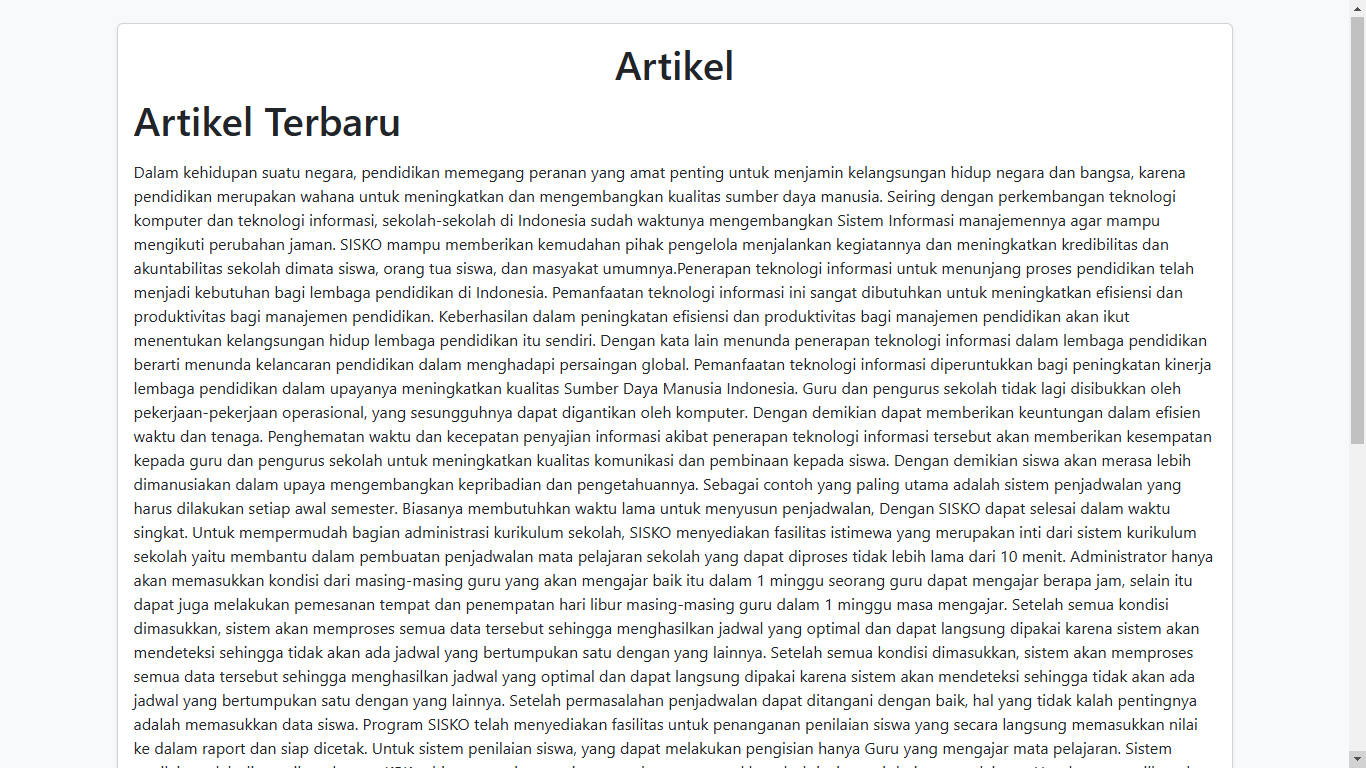 Artikel
Artikel Terbaru
Dalam kehidupan suatu negara, pendidikan memegang peranan yang amat penting untuk menjamin kelangsungan hidup negara dan bangsa, karena
pendidikan merupakan wahana untuk meningkatkan dan mengembangkan kualitas sumber daya manusia. Seiring dengan perkembangan teknologi
komputer dan teknologi informasi, sekolah-sekolah di Indonesia sudah waktunya mengembangkan Sistem Informasi manajemennya agar mampu
mengikuti perubahan jaman. SISKO mampu memberikan kemudahan pihak pengelola menjalankan kegiatannya dan meningkatkan kredibilitas dan
akuntabilitas sekolah dimata siswa, orang tua siswa, dan masyakat umumnya.Penerapan teknologi informasi untuk menunjang proses pendidikan telah
menjadi kebutuhan bagi lembaga pendidikan di Indonesia. Pemanfaatan teknologi informasi ini sangat dibutuhkan untuk meningkatkan efisiensi dan
produktivitas bagi manajemen pendidikan. Keberhasilan dalam peningkatan efisiensi dan produktivitas bagi manajemen pendidikan akan ikut
menentukan kelangsungan hidup lembaga pendidikan itu sendiri. Dengan kata lain menunda penerapan teknologi informasi dalam lembaga pendidikan
berarti menunda kelancaran pendidikan dalam menghadapi persaingan global. Pemanfaatan teknologi informasi diperuntukkan bagi peningkatan kinerja
lembaga pendidikan dalam upayanya meningkatkan kualitas Sumber Daya Manusia Indonesia. Guru dan pengurus sekolah tidak lagi disibukkan oleh
pekerjaan-pekerjaan operasional, yang sesungguhnya dapat digantikan oleh komputer. Dengan demikian dapat memberikan keuntungan dalam efisien
waktu dan tenaga. Penghematan waktu dan kecepatan penyajian informasi akibat penerapan teknologi informasi tersebut akan memberikan kesempatan
kepada guru dan pengurus sekolah untuk meningkatkan kualitas komunikasi dan pembinaan kepada siswa. Dengan demikian siswa akan merasa lebih
dimanusiakan dalam upaya mengembangkan kepribadian dan pengetahuannya. Sebagai contoh yang paling utama adalah sistem penjadwalan yang
harus dilakukan setiap awal semester. Biasanya membutuhkan waktu lama untuk menyusun penjadwalan, Dengan SISKO dapat selesai dalam waktu
singkat. Untuk mempermudah bagian administrasi kurikulum sekolah, SISKO menyediakan fasilitas istimewa yang merupakan inti dari sistem kurikulum
sekolah yaitu membantu dalam pembuatan penjadwalan mata pelajaran sekolah yang dapat diproses tidak lebih lama dari 10 menit. Administrator hanya
akan memasukkan kondisi dari masing-masing guru yang akan mengajar baik itu dalam 1 minggu seorang guru dapat mengajar berapa jam, selain itu
dapat juga melakukan pemesanan tempat dan penempatan hari libur masing-masing guru dalam 1 minggu masa mengajar. Setelah semua kondisi
dimasukkan, sistem akan memproses semua data tersebut sehingga menghasilkan jadwal yang optimal dan dapat langsung dipakai karena sistem akan
mendeteksi sehingga tidak akan ada jadwal yang bertumpukan satu dengan yang lainnya. Setelah semua kondisi dimasukkan, sistem akan memproses
semua data tersebut sehingga menghasilkan jadwal yang optimal dan dapat langsung dipakai karena sistem akan mendeteksi sehingga tidak akan ada
jadwal yang bertumpukan satu dengan yang lainnya. Setelah permasalahan penjadwalan dapat ditangani dengan baik, hal yang tidak kalah pentingnya
adalah memasukkan data siswa. Program SISKO telah menyediakan fasilitas untuk penanganan penilaian siswa yang secara langsung memasukkan nilai
ke dalam raport dan siap dicetak. Untuk sistem penilaian siswa, yang dapat melakukan pengisian hanya Guru yang mengajar mata pelajaran. Sistem